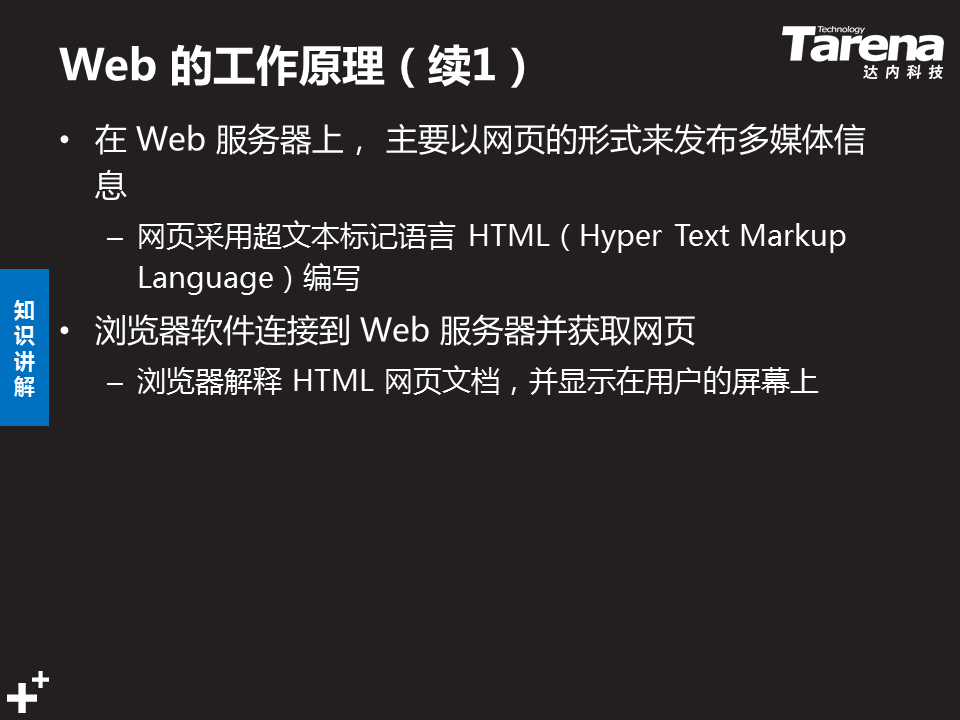 Web 的工作原理（续1）
Technology
Tarena
达内科技
• 在 Web 服务器上， 主要以网页的形式来发布多媒体信
息
– 网页采用超文本标记语言 HTML（Hyper Text Markup
Language）编写
• 浏览器软件连接到 Web 服务器并获取网页
– 浏览器解释 HTML 网页文档，并显示在用户的屏幕上
知
识
讲
解